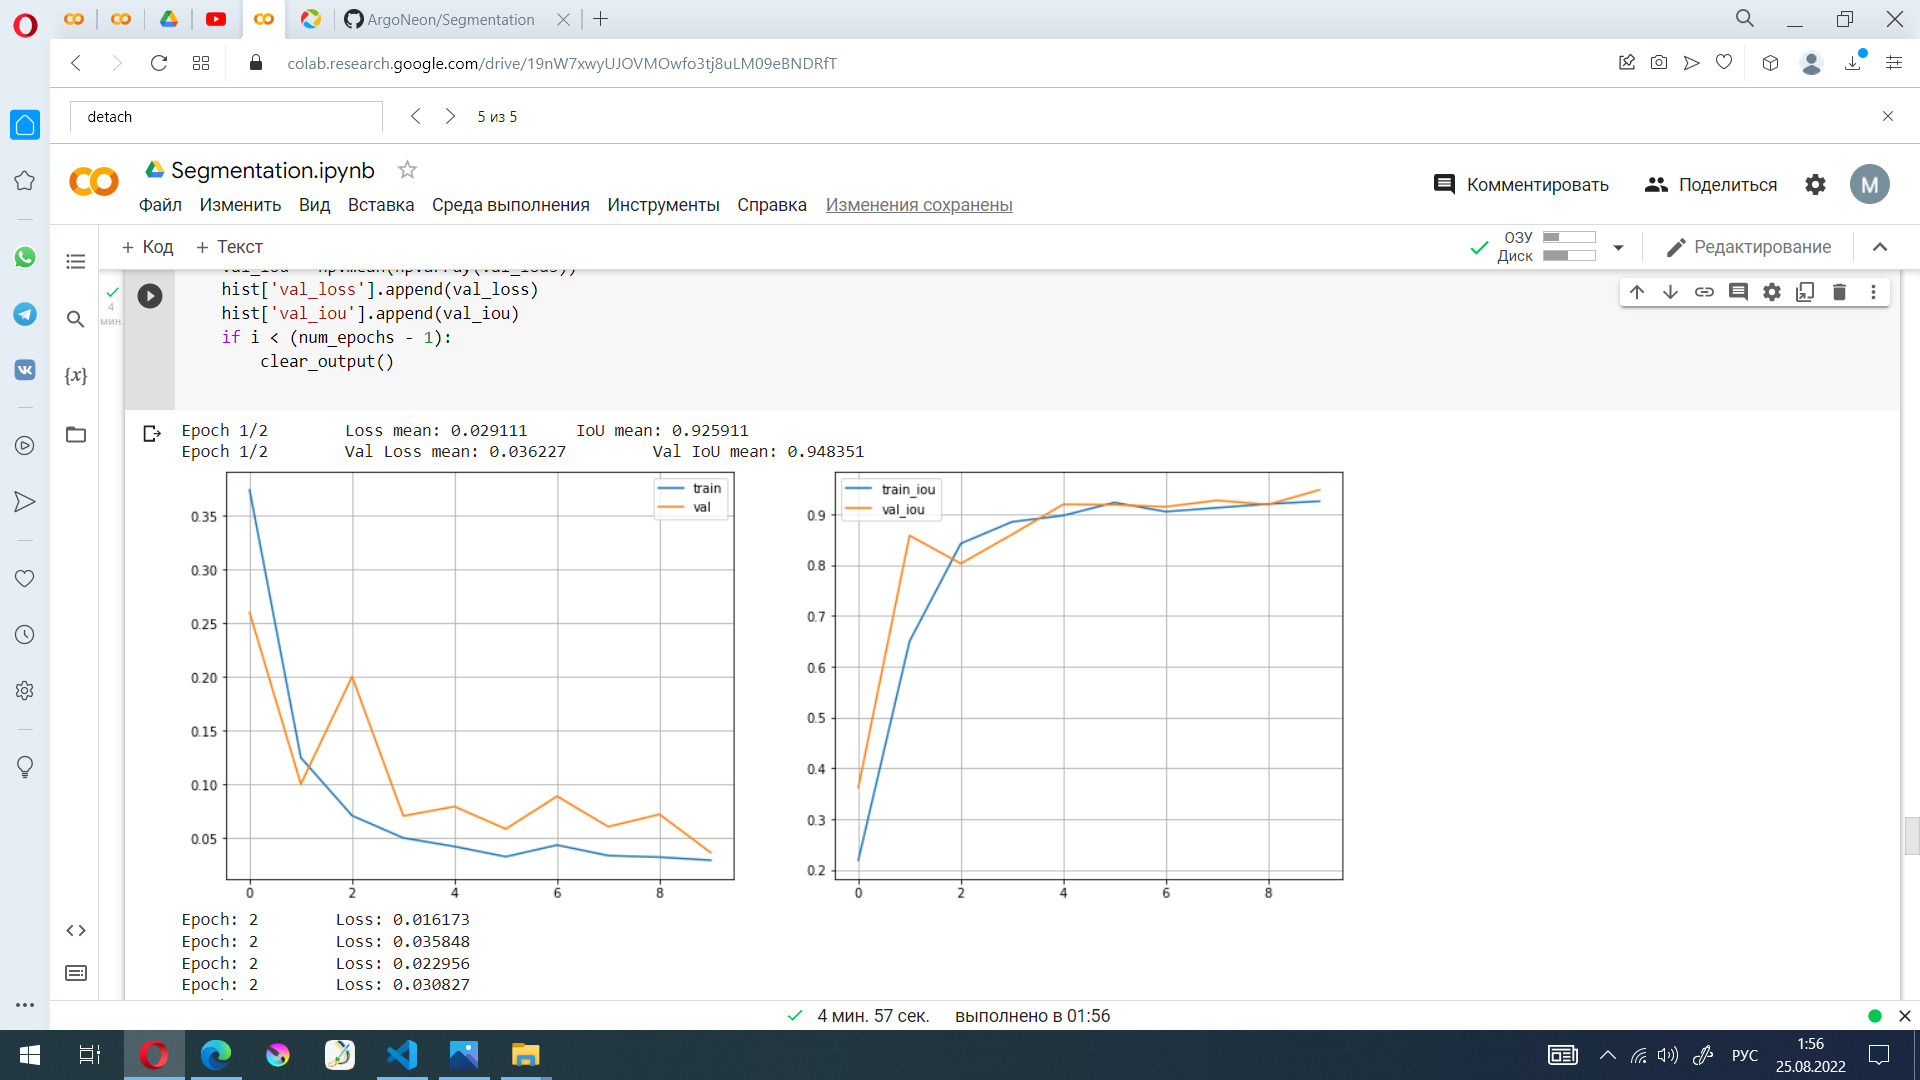 ArgoNeon/Segmentation
colab.research.google.com/drive/19nW7xwyUJOVMOwfo3tj8uLM09eBNDRfT
detach
5 из 5
Segmentation.ipynb
Комментировать
Поделиться
M
Файл Изменить Вид Вставка Среда выполнения Инструменты Справка Изменения сохранены
+ Код + Текст
ОЗУ
Диск
Редактирование
val_iou = np.mean(np.array(val_ious))
4
мин.
hist['val_loss'].append(val_loss)
hist['val_iou'].append(val_iou)
if i < (num_epochs - 1):
clear_output()
{x}
Epoch 1/2 Loss mean: 0.029111 IoU mean: 0.925911
Epoch 1/2 Val Loss mean: 0.036227 Val IoU mean: 0.948351
train
val
0.35
0.30
0.25
0.20
0.15
0.10
0.05
0 2 4 6 8
train_iou
val_iou
0.9
0.8
0.7
0.6
0.5
0.4
0.3
0.2
0 2 4 6 8
Epoch: 2 Loss: 0.016173
Epoch: 2 Loss: 0.035848
Epoch: 2 Loss: 0.022956
Epoch: 2 Loss: 0.030827
4 мин. 57 сек. выполнено в 01:56
РУС
1:56
25.08.2022